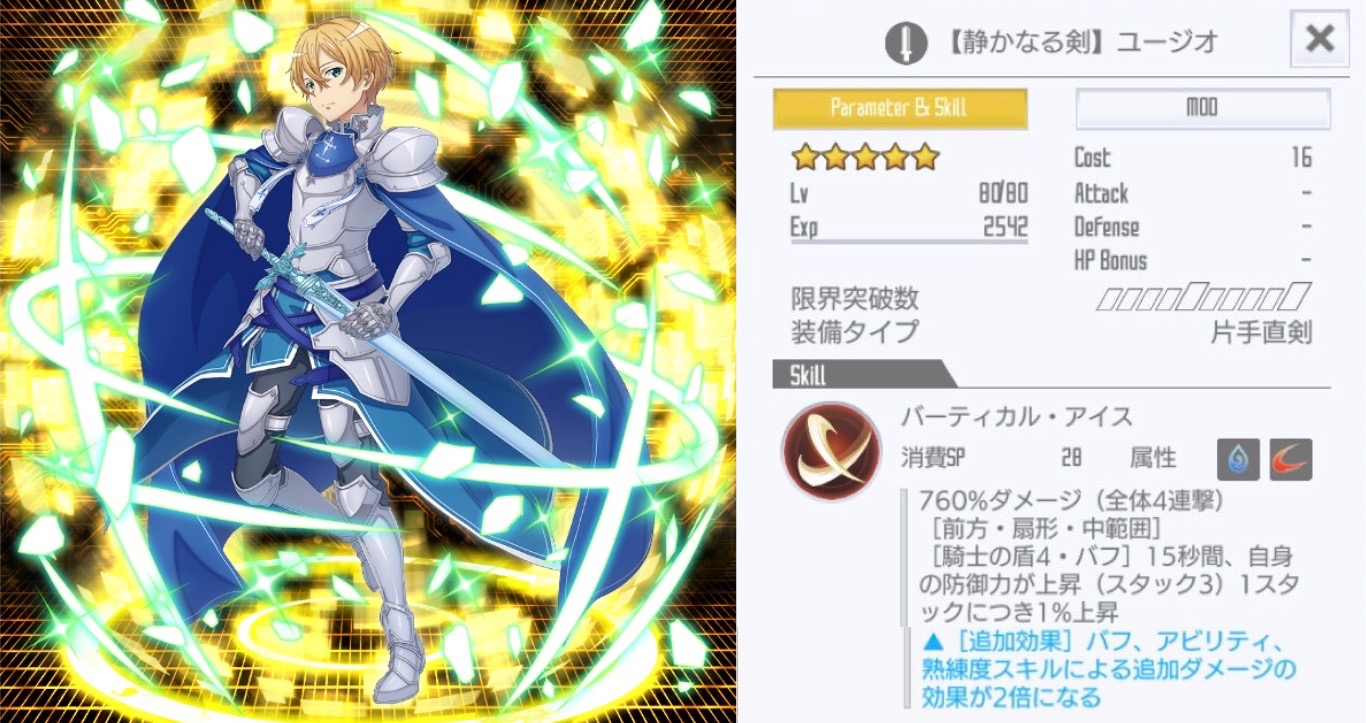 【静かなる剣】ユージオ
Parameter & Skill
MOD
Lv 80/80
Exp 2542
Cost 16
Attack -
Defense -
HP Bonus -
限界突破数
装備タイプ 片手直剣
Skill
バーティカル・アイス
消費SP 28 属性
760%ダメージ（全体4連撃）
［前方・扇形・中範囲］
［騎士の盾4・バフ］15秒間、自身
の防御力が上昇（スタック3）1スタ
ックにつき1%上昇
▲［追加効果］バフ、アビリティ、
熟練度スキルによる追加ダメージの
効果が2倍になる